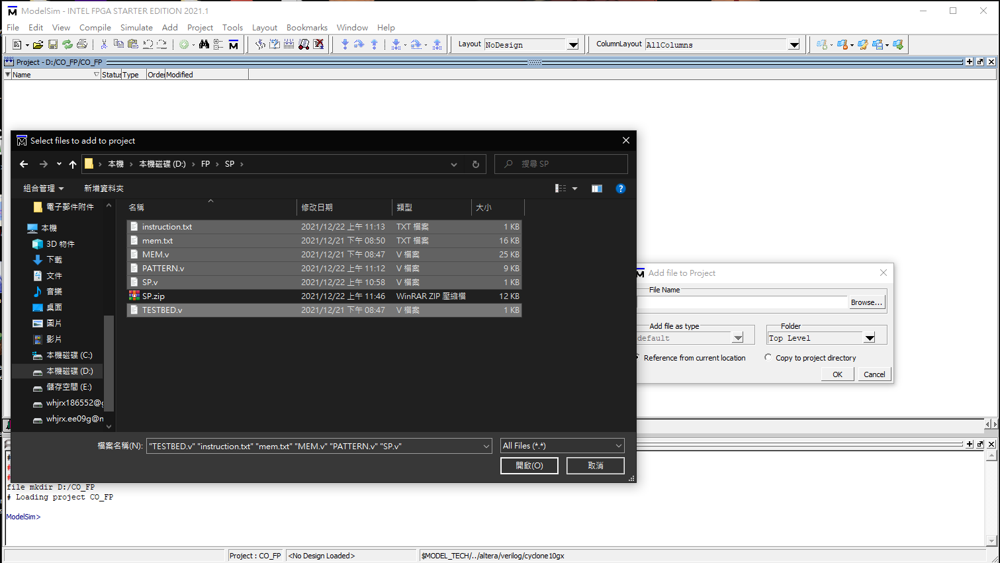 ModelSim - INTEL FPGA STARTER EDITION 2021.1
File Edit View Compile Simulate Add Project Tools Layout Bookmarks Window Help
Layout NoDesign ColumnLayout AllColumns
Project - D:/CO_FP/CO_FP
Name Status Type Order Modified
Select files to add to project
本機 本機磁碟 (D:) FP SP 搜尋 SP
組合管理 新增資料夾
電子郵件附件
本機
3D 物件
下載
文件
音樂
桌面
圖片
影片
本機磁碟 (C:)
本機磁碟 (D:)
儲存空間 (E:)
whjrx186552@g
whjrx.ee09g@n
名稱 修改日期 類型 大小
instruction.txt 2021/12/22 上午 11:13 TXT 檔案 1 KB
mem.txt 2021/12/21 下午 08:50 TXT 檔案 16 KB
MEM.v 2021/12/21 下午 08:47 V 檔案 25 KB
PATTERN.v 2021/12/22 上午 11:12 V 檔案 9 KB
SP.v 2021/12/22 上午 10:58 V 檔案 1 KB
SP.zip 2021/12/22 上午 11:46 WinRAR ZIP 壓縮檔 12 KB
TESTBED.v 2021/12/21 下午 08:47 V 檔案 1 KB
檔案名稱(N): "TESTBED.v" "instruction.txt" "mem.txt" "MEM.v" "PATTERN.v" "SP.v" All Files (*.*)
開啟(O) 取消
Add file to Project
File Name
Browse...
Add file as type Folder
default Top Level
Reference from current location Copy to project directory
OK Cancel
#
#
#
file mkdir D:/CO_FP
# Loading project CO_FP
ModelSim>
Project : CO_FP <No Design Loaded> $MODEL_TECH/../altera/verilog/cyclone10gx